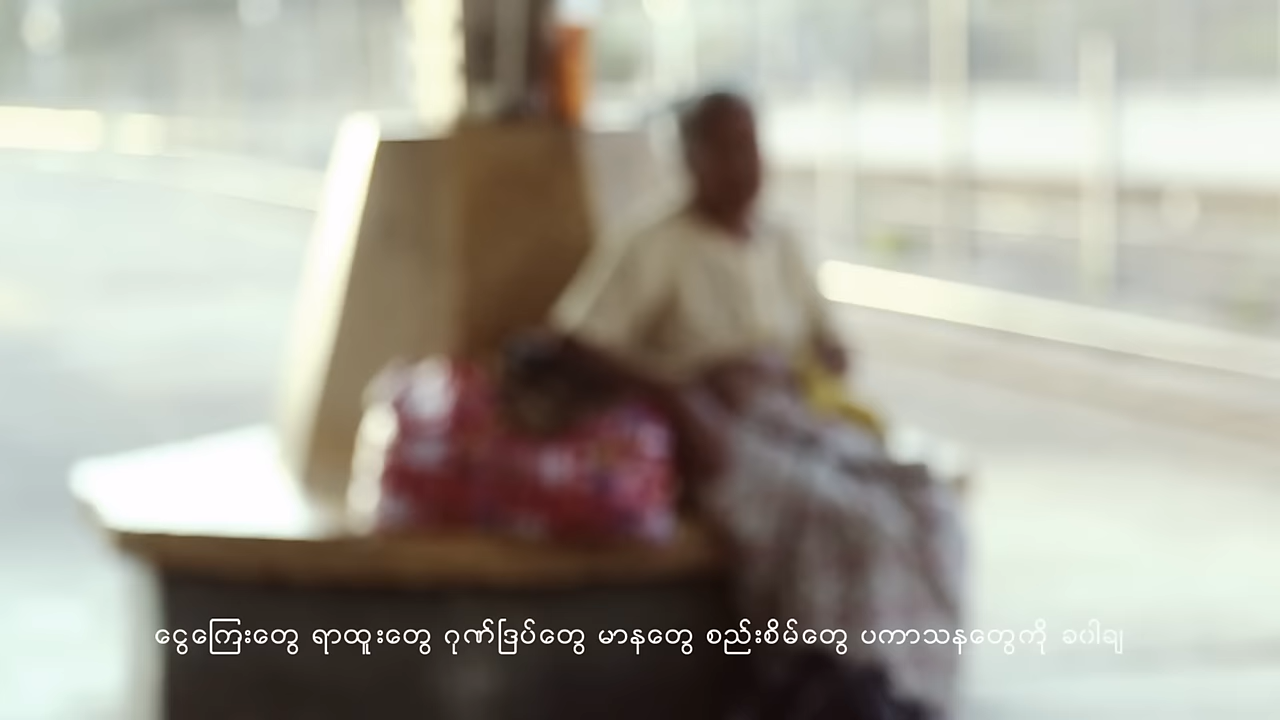 ငွေကြေးတွေ ရာထူးတွေ ဂုဏ်ဒြပ်တွေ မာနတွေ စည်းစိမ်တွေ ပကာသနတွေကို ခဝါချ